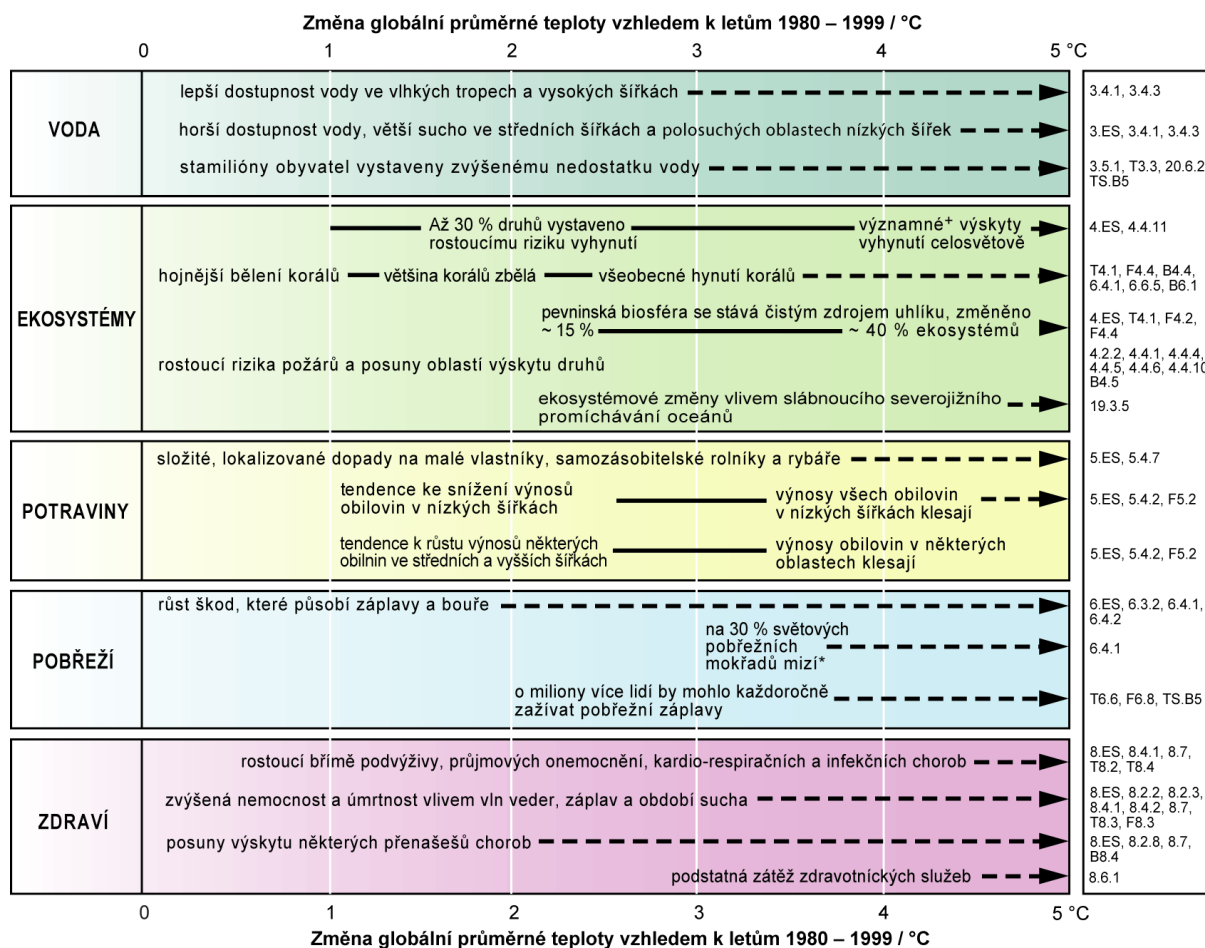 Změna globální průměrné teploty vzhledem k letům 1980 – 1999 / °C
0 1 2 3 4 5 °C
VODA
lepší dostupnost vody ve vlhkých tropech a vysokých šířkách
3.4.1, 3.4.3
horší dostupnost vody, větší sucho ve středních šířkách a polosuchých oblastech nízkých šířek
3.ES, 3.4.1, 3.4.3
stamilióny obyvatel vystaveny zvýšenému nedostatku vody
3.5.1, T3.3, 20.6.2
TS.B5
EKOSYSTÉMY
Až 30 % druhů vystaveno
rostoucímu riziku vyhynutí
významné⁺ výskyty
vyhynutí celosvětově
4.ES, 4.4.11
hojnější bělení korálů
většina korálů zbělá
všeobecné hynutí korálů
T4.1, F4.4, B4.4,
6.4.1, 6.6.5, B6.1
pevninská biosféra se stává čistým zdrojem uhlíku, změněno
~ 15 %
~ 40 % ekosystémů
4.ES, T4.1, F4.2,
F4.4
rostoucí rizika požárů a posuny oblastí výskytu druhů
4.2.2, 4.4.1, 4.4.4,
4.4.5, 4.4.6, 4.4.10
B4.5
ekosystémové změny vlivem slábnoucího severojižního
promíchávání oceánů
19.3.5
POTRAVINY
složité, lokalizované dopady na malé vlastníky, samozásobitelské rolníky a rybáře
5.ES, 5.4.7
tendence ke snížení výnosů
obilovin v nízkých šířkách
výnosy všech obilovin
v nízkých šířkách klesají
5.ES, 5.4.2, F5.2
tendence k růstu výnosů některých
obilnin ve středních a vyšších šířkách
výnosy obilovin v některých
oblastech klesají
5.ES, 5.4.2, F5.2
POBŘEŽÍ
růst škod, které působí záplavy a bouře
6.ES, 6.3.2, 6.4.1,
6.4.2
na 30 % světových
pobřežních
mokřadů mizí*
6.4.1
o miliony více lidí by mohlo každoročně
zažívat pobřežní záplavy
T6.6, F6.8, TS.B5
ZDRAVÍ
rostoucí břímě podvýživy, průjmových onemocnění, kardio-respiračních a infekčních chorob
8.ES, 8.4.1, 8.7,
T8.2, T8.4
zvýšená nemocnost a úmrtnost vlivem vln veder, záplav a období sucha
8.ES, 8.2.2, 8.2.3,
8.4.1, 8.4.2, 8.7,
T8.3, F8.3
posuny výskytu některých přenašešů chorob
8.ES, 8.2.8, 8.7,
B8.4
podstatná zátěž zdravotnických služeb
8.6.1
0 1 2 3 4 5 °C
Změna globální průměrné teploty vzhledem k letům 1980 – 1999 / °C